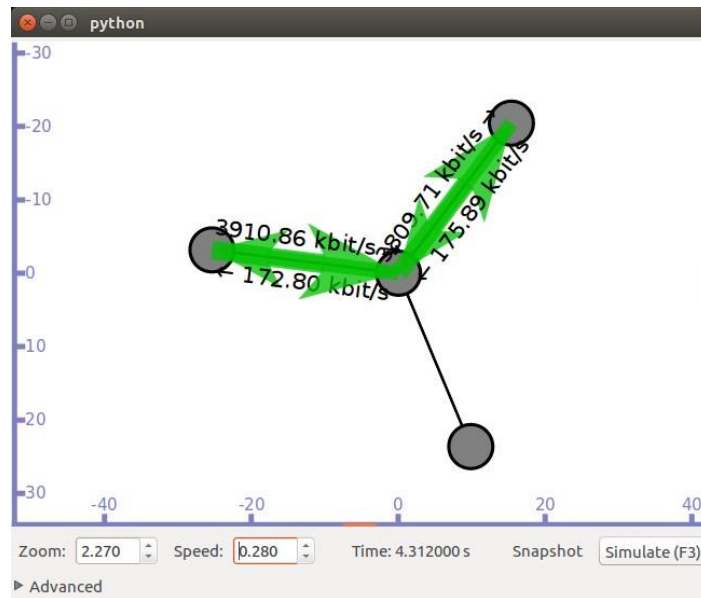 python
-30
-20
-10
0
10
20
30
3809.71 kbit/s →
← 175.89 kbit/s
3910.86 kbit/s →
← 172.80 kbit/s
-40 -20 0 20 40
Zoom: 2.270 Speed: 0.280 Time: 4.312000 s Snapshot Simulate (F3)
Advanced